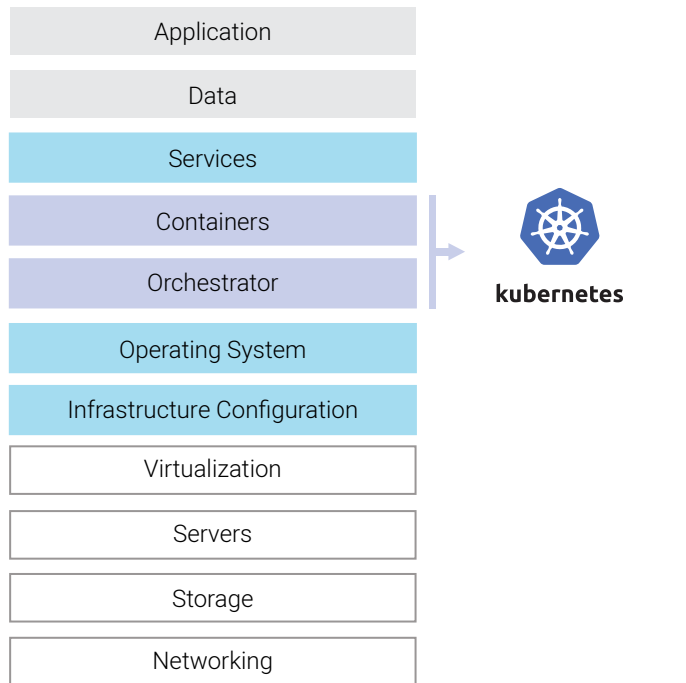 Application
Data
Services
Containers
Orchestrator
kubernetes
Operating System
Infrastructure Configuration
Virtualization
Servers
Storage
Networking